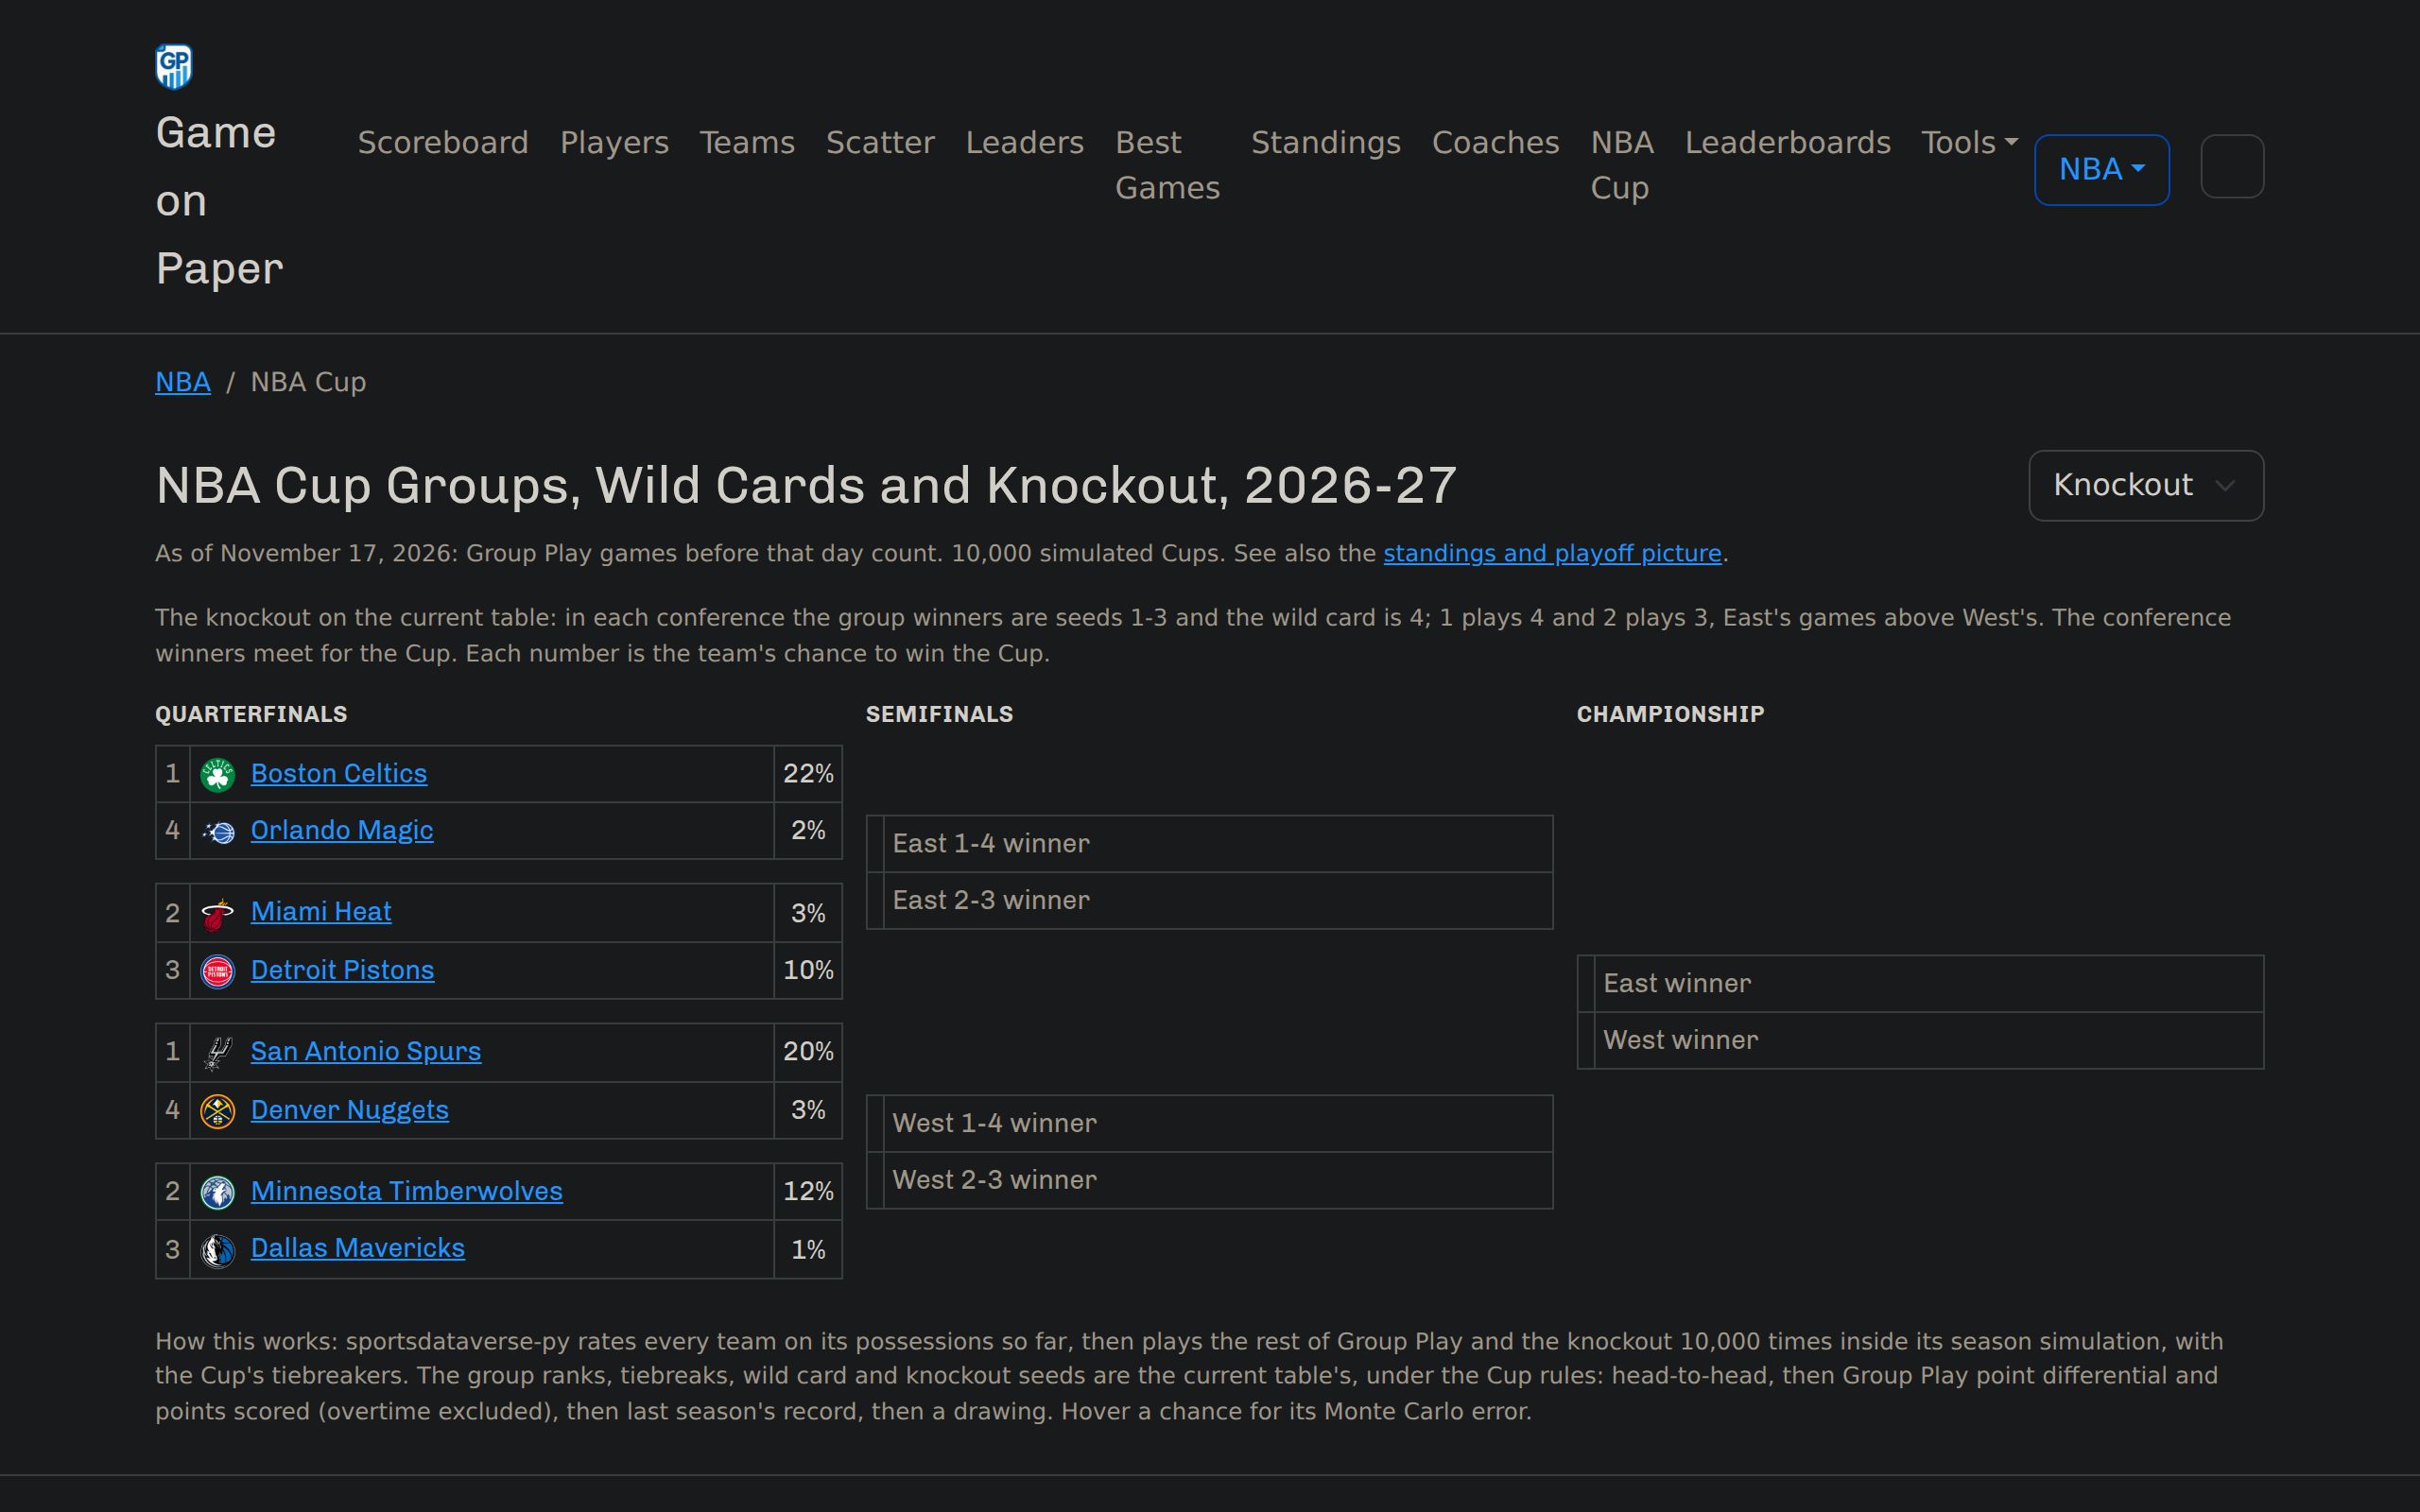 GP
Game
on
Paper
Scoreboard
Players
Teams
Scatter
Leaders
Best
Games
Standings
Coaches
NBA
Cup
Leaderboards
Tools
NBA
NBA / NBA Cup
NBA Cup Groups, Wild Cards and Knockout, 2026-27
Knockout
As of November 17, 2026: Group Play games before that day count. 10,000 simulated Cups. See also the standings and playoff picture.
The knockout on the current table: in each conference the group winners are seeds 1-3 and the wild card is 4; 1 plays 4 and 2 plays 3, East's games above West's. The conference
winners meet for the Cup. Each number is the team's chance to win the Cup.
QUARTERFINALS
1 Boston Celtics 22%
4 Orlando Magic 2%
2 Miami Heat 3%
3 Detroit Pistons 10%
1 San Antonio Spurs 20%
4 Denver Nuggets 3%
2 Minnesota Timberwolves 12%
3 Dallas Mavericks 1%
SEMIFINALS
East 1-4 winner
East 2-3 winner
West 1-4 winner
West 2-3 winner
CHAMPIONSHIP
East winner
West winner
How this works: sportsdataverse-py rates every team on its possessions so far, then plays the rest of Group Play and the knockout 10,000 times inside its season simulation, with
the Cup's tiebreakers. The group ranks, tiebreaks, wild card and knockout seeds are the current table's, under the Cup rules: head-to-head, then Group Play point differential and
points scored (overtime excluded), then last season's record, then a drawing. Hover a chance for its Monte Carlo error.